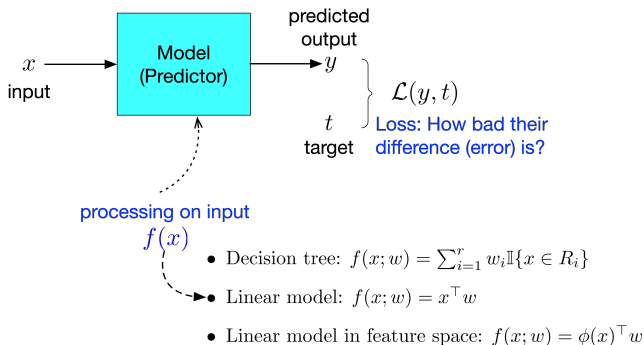 predicted
output
Model
(Predictor)
x
y
input
ℒ(y, t)
t
target
Loss: How bad their
difference (error) is?
processing on input
f(x)
• Decision tree: f(x; w) = ∑_{i=1}^{r} w_i 𝕀{x ∈ R_i}
• Linear model: f(x; w) = x^⊤ w
• Linear model in feature space: f(x; w) = ϕ(x)^⊤ w